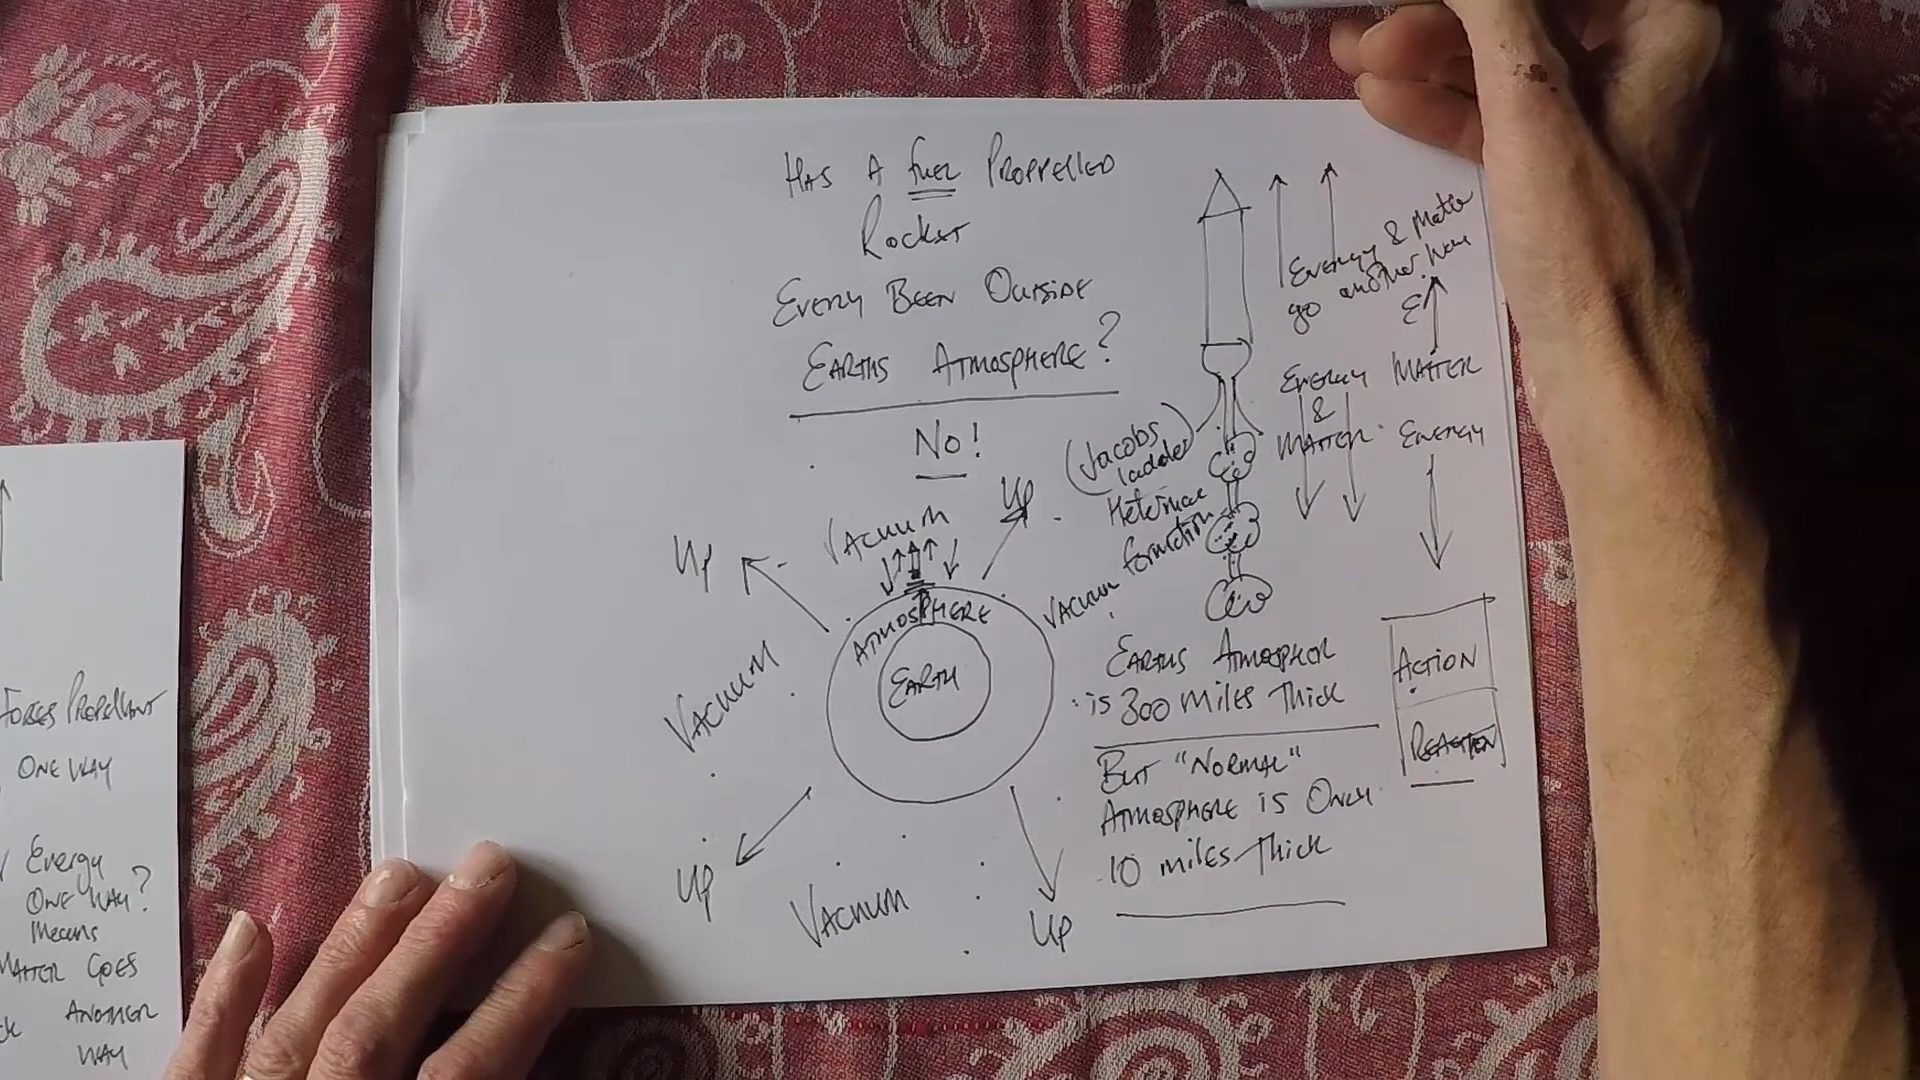 Has A Fuel Propelled
Rocket
Every Been Outside
Earths Atmosphere?
No!
Energy & Matter
go another way
E
Energy
&
Matter
Matter
Energy
(Jacobs
ladder)
formation
Vacuum
Up
Up
Vacuum
Atmosphere
Earth
Vacuum
Up
Vacuum
Up
Earths Atmospher
is 300 miles thick
But "Normal"
Atmosphere is Only
10 miles thick
Action
Reaction
Forces Propellant
One Way
Energy
One Way?
Means
Matter Goes
Another
Way